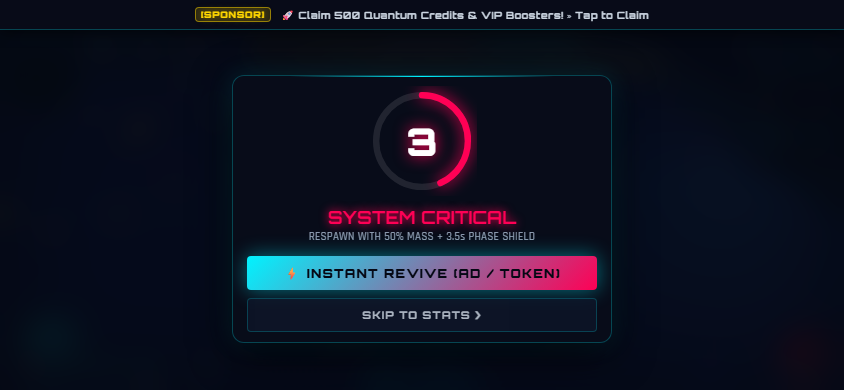 [SPONSOR] 🚀 Claim 500 Quantum Credits & VIP Boosters! > Tap to Claim
3
SYSTEM CRITICAL
RESPAWN WITH 50% MASS + 3.5s PHASE SHIELD
⚡ INSTANT REVIVE (AD / TOKEN)
SKIP TO STATS ❯